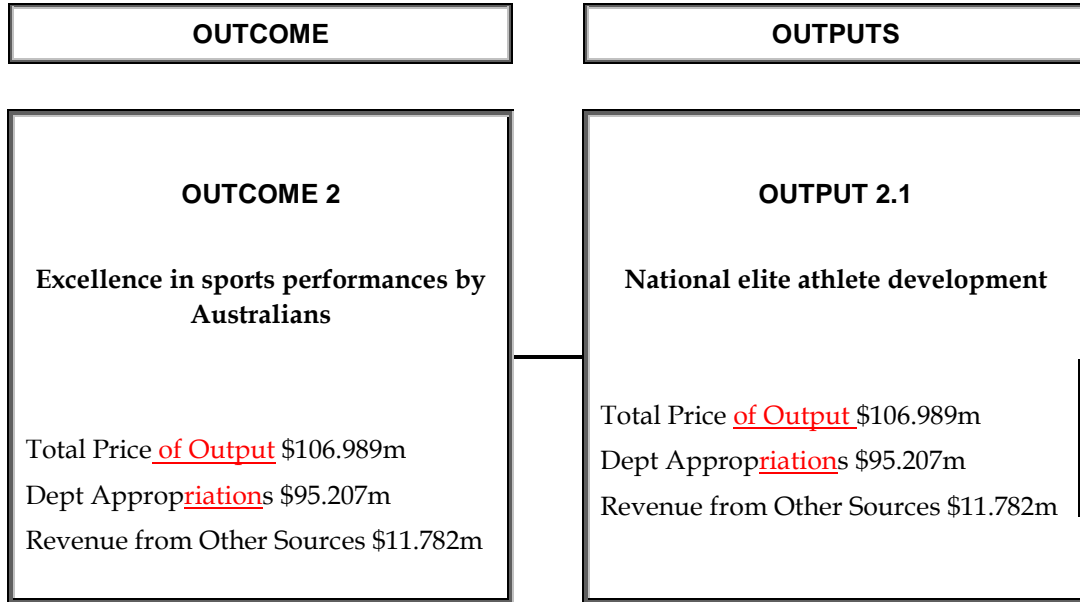 OUTCOME
OUTPUTS
OUTCOME 2
Excellence in sports performances by
Australians
Total Price of Output $106.989m
Dept Appropriations $95.207m
Revenue from Other Sources $11.782m
OUTPUT 2.1
National elite athlete development
Total Price of Output $106.989m
Dept Appropriations $95.207m
Revenue from Other Sources $11.782m